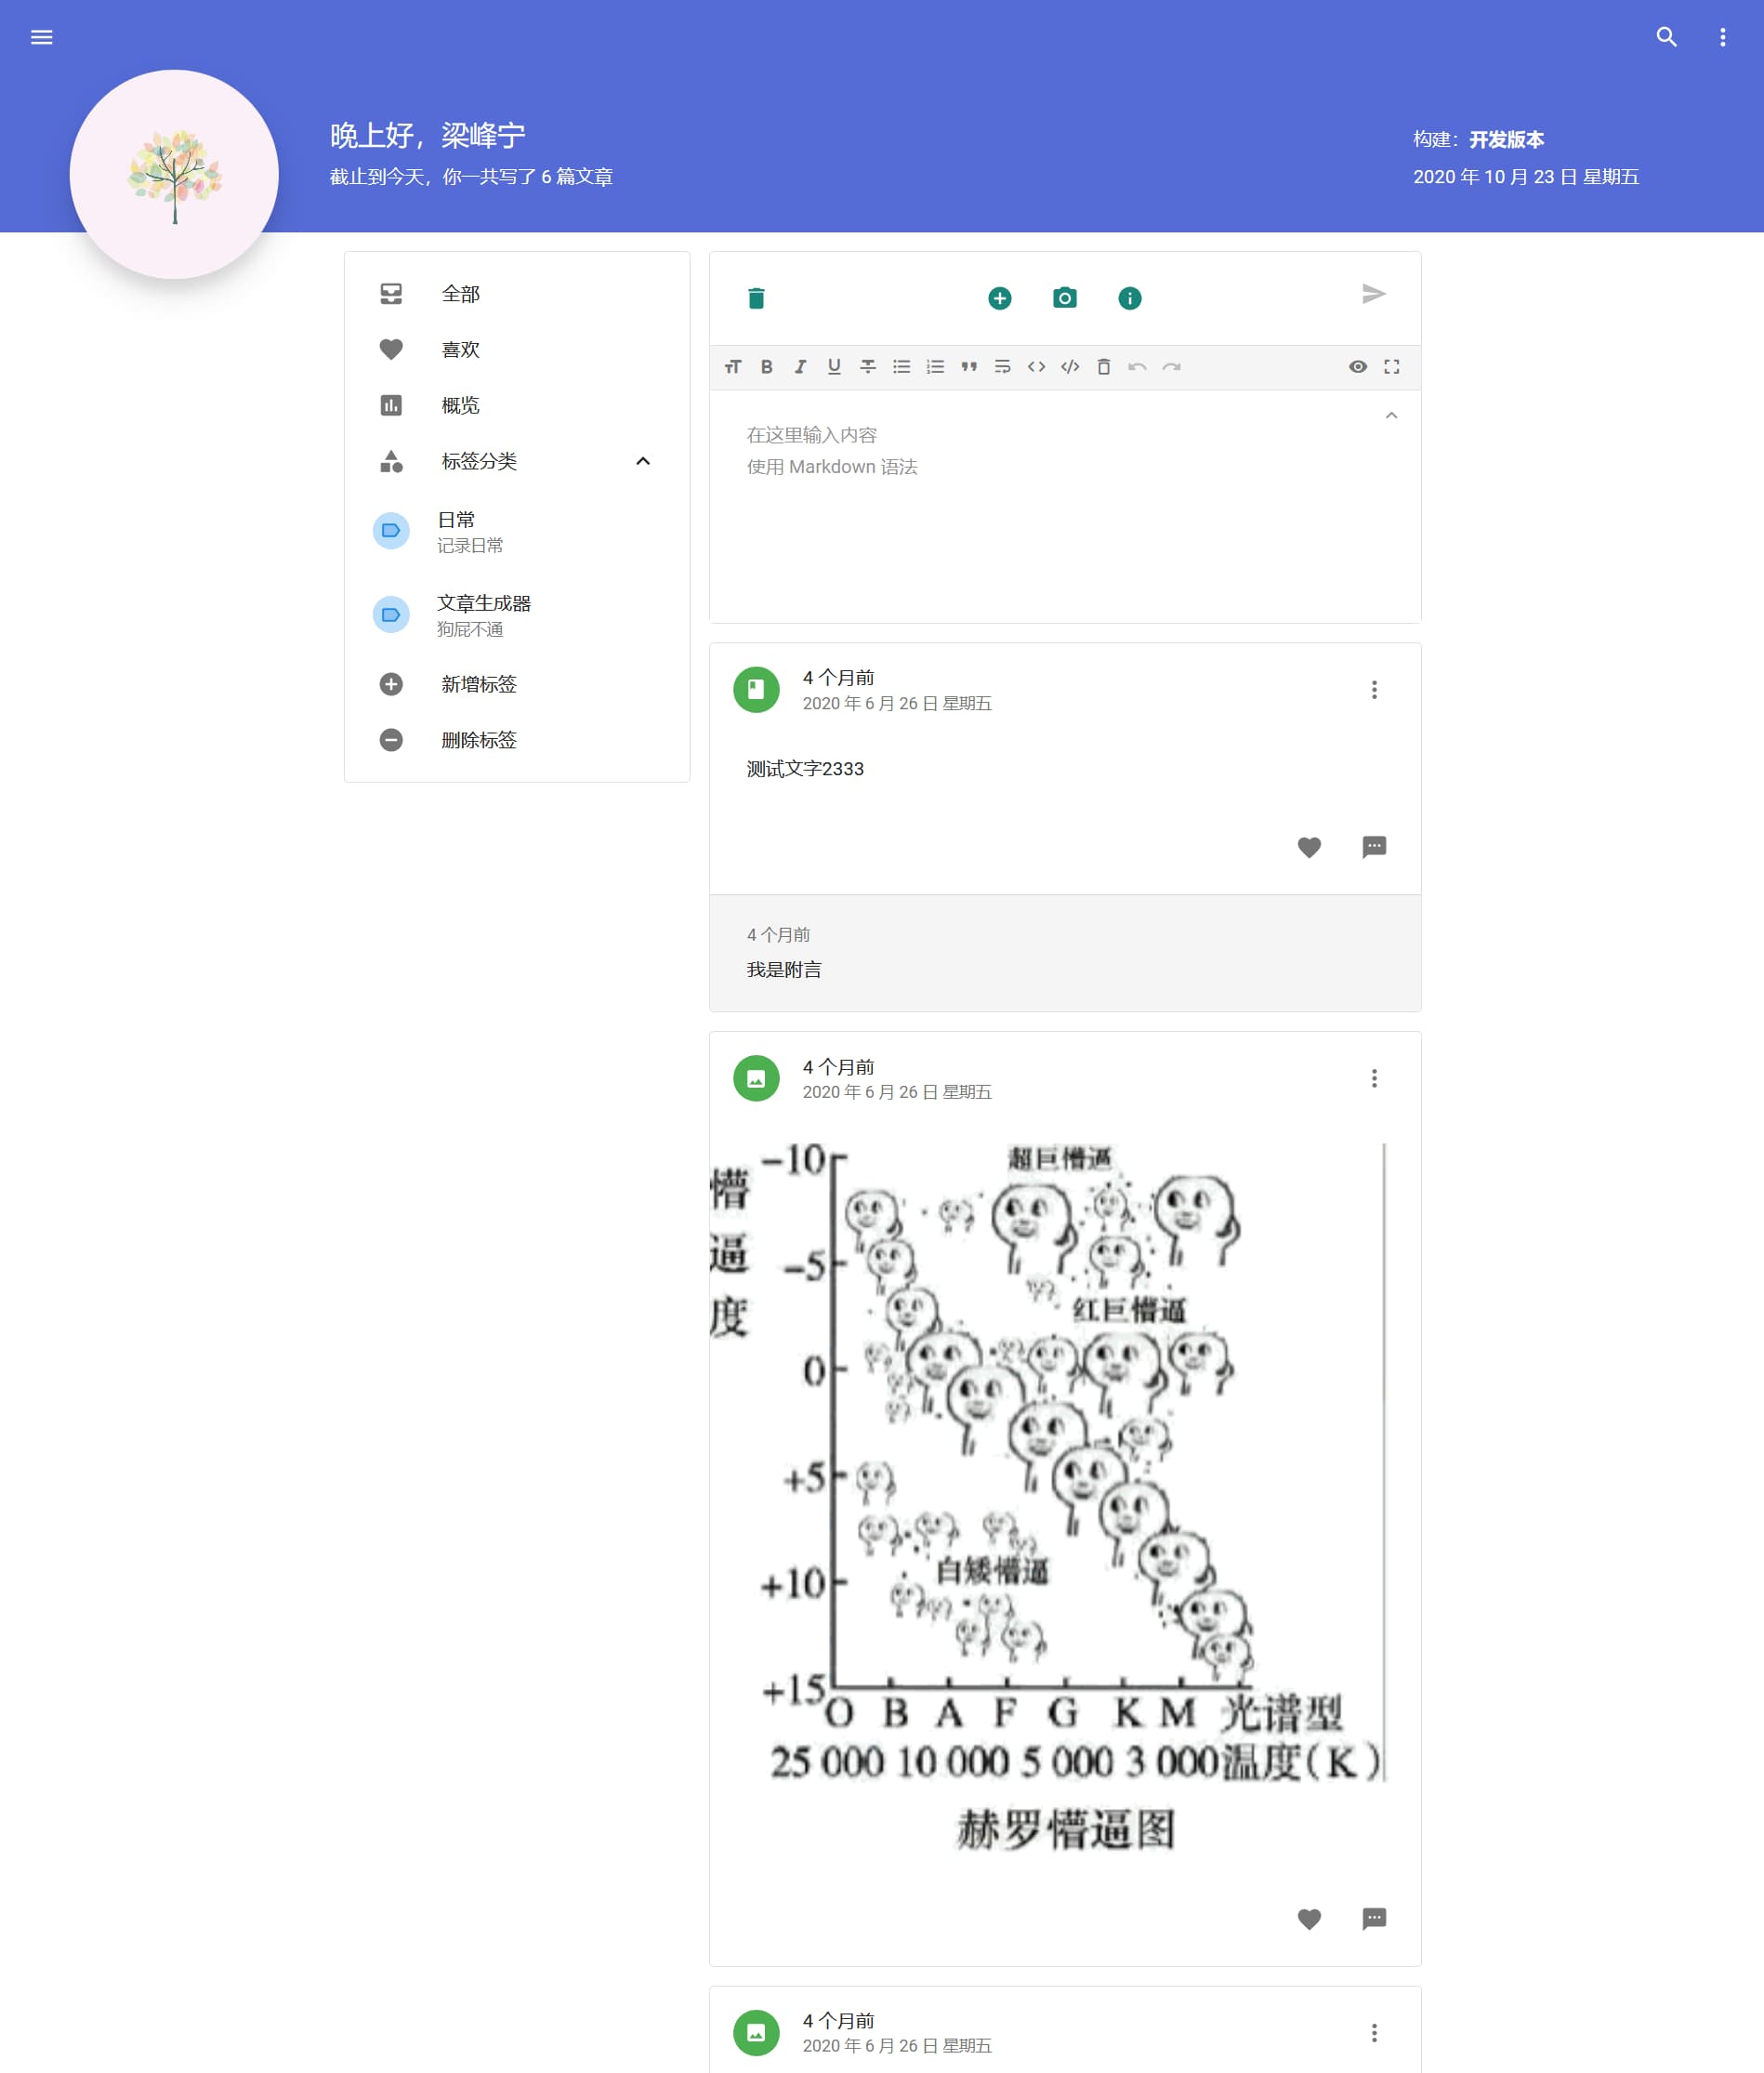 晚上好，梁峰宁
截止到今天，你一共写了 6 篇文章
构建：开发版本
2020 年 10 月 23 日 星期五
全部
喜欢
概览
标签分类
日常
记录日常
文章生成器
狗屁不通
新增标签
删除标签
在这里输入内容
使用 Markdown 语法
4 个月前
2020 年 6 月 26 日 星期五
测试文字2333
4 个月前
我是附言
4 个月前
2020 年 6 月 26 日 星期五
懵逼度
−10
−5
0
+5
+10
+15
超巨懵逼
红巨懵逼
白矮懵逼
O B A F G K M 光谱型
25 000 10 000 5 000 3 000温度(K)
赫罗懵逼图
4 个月前
2020 年 6 月 26 日 星期五